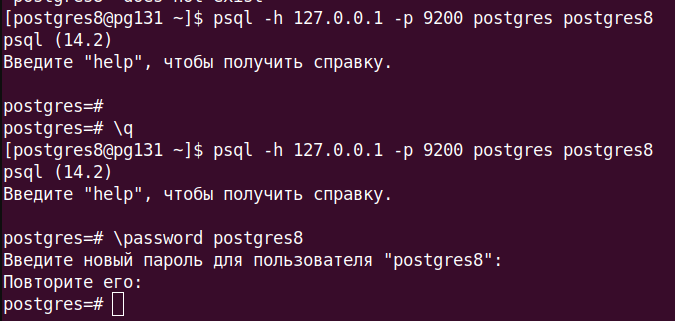 [postgres8@pg131 ~]$ psql -h 127.0.0.1 -p 9200 postgres postgres8
psql (14.2)
Введите "help", чтобы получить справку.
postgres=#
postgres=# \q
[postgres8@pg131 ~]$ psql -h 127.0.0.1 -p 9200 postgres postgres8
psql (14.2)
Введите "help", чтобы получить справку.
postgres=# \password postgres8
Введите новый пароль для пользователя "postgres8":
Повторите его:
postgres=#